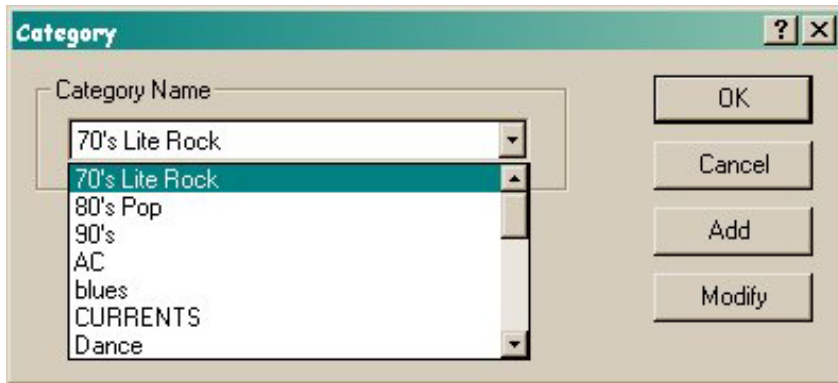 Category
Category Name
70's Lite Rock
70's Lite Rock
80's Pop
90's
AC
blues
CURRENTS
Dance
OK
Cancel
Add
Modify